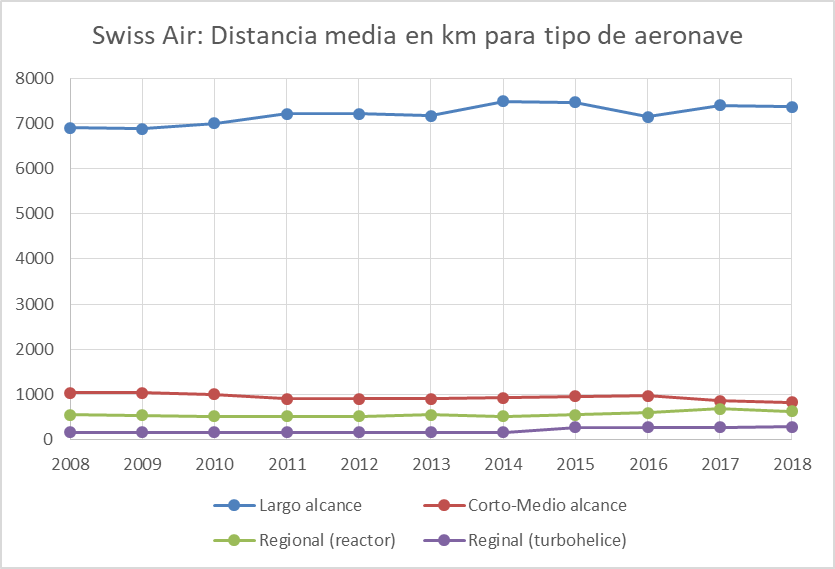 Swiss Air: Distancia media en km para tipo de aeronave
8000
7000
6000
5000
4000
3000
2000
1000
0
2008 2009 2010 2011 2012 2013 2014 2015 2016 2017 2018
Largo alcance Corto-Medio alcance
Regional (reactor) Reginal (turbohelice)